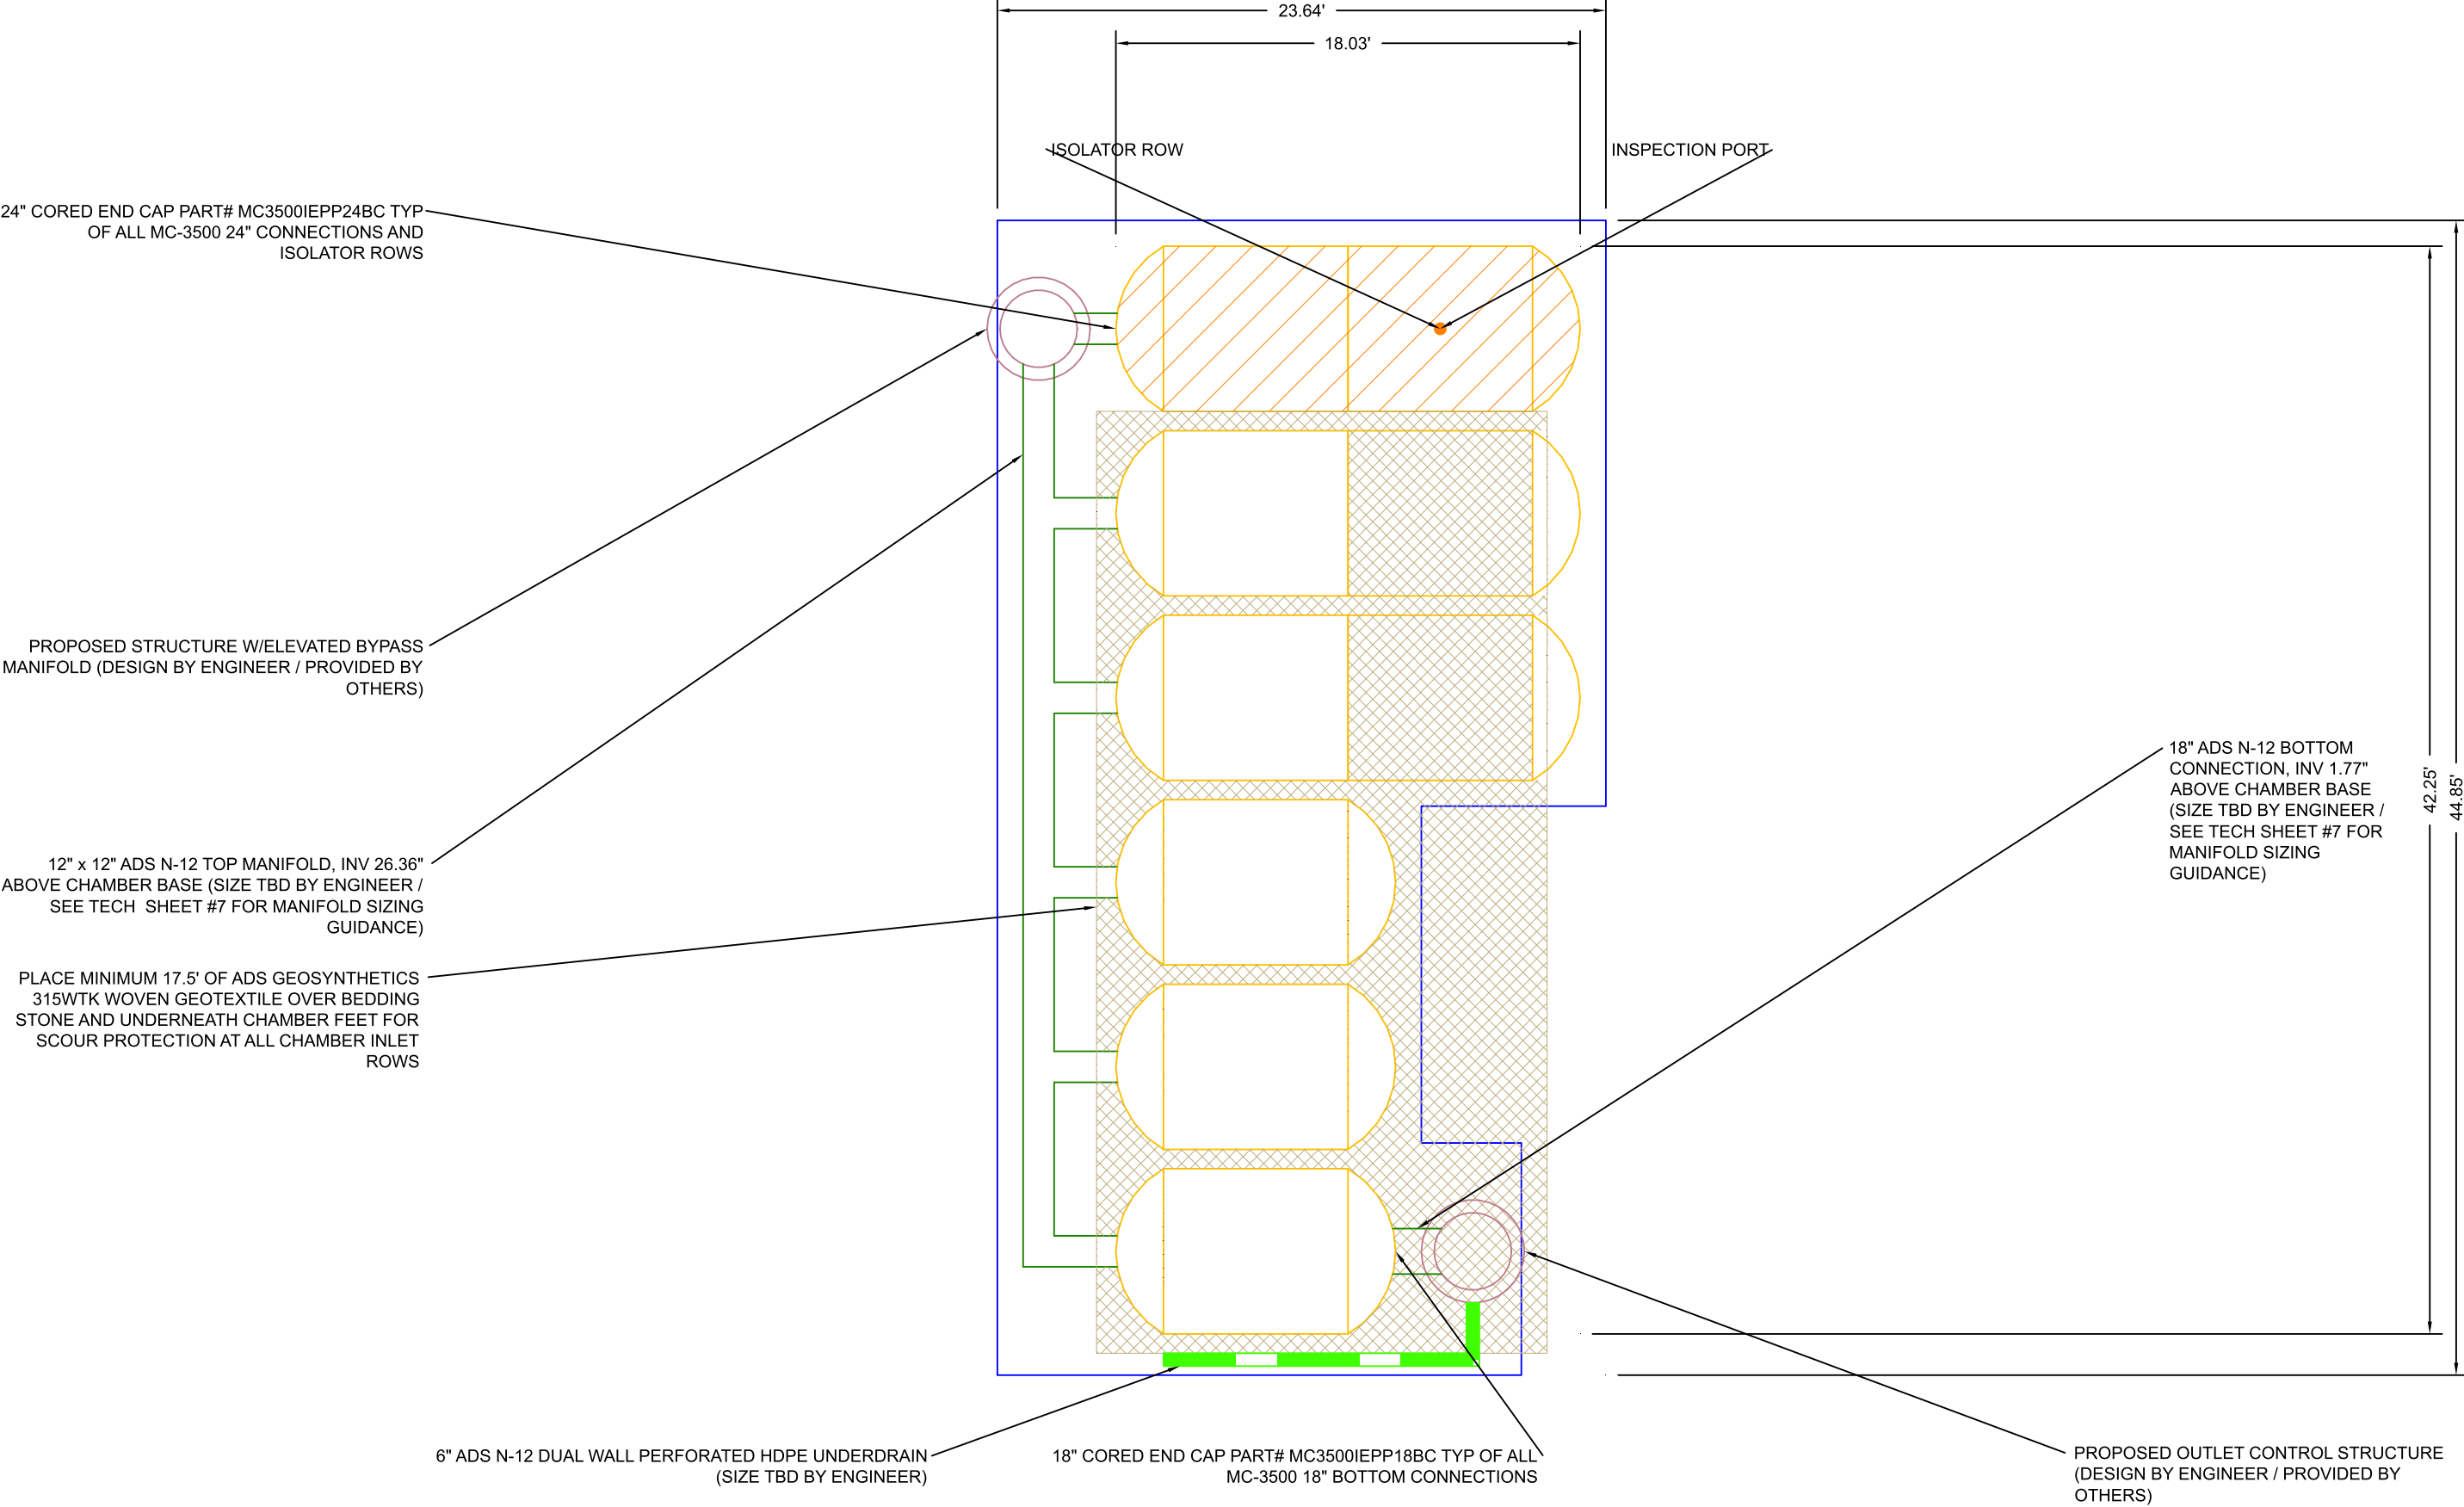 23.64'
18.03'
ISOLATOR ROW
INSPECTION PORT
24" CORED END CAP PART# MC3500IEPP24BC TYP
OF ALL MC-3500 24" CONNECTIONS AND
ISOLATOR ROWS
PROPOSED STRUCTURE W/ELEVATED BYPASS
MANIFOLD (DESIGN BY ENGINEER / PROVIDED BY
OTHERS)
18" ADS N-12 BOTTOM
CONNECTION, INV 1.77"
ABOVE CHAMBER BASE
(SIZE TBD BY ENGINEER /
SEE TECH SHEET #7 FOR
MANIFOLD SIZING
GUIDANCE)
42.25'
44.85'
12" x 12" ADS N-12 TOP MANIFOLD, INV 26.36"
ABOVE CHAMBER BASE (SIZE TBD BY ENGINEER /
SEE TECH  SHEET #7 FOR MANIFOLD SIZING
GUIDANCE)
PLACE MINIMUM 17.5' OF ADS GEOSYNTHETICS
315WTK WOVEN GEOTEXTILE OVER BEDDING
STONE AND UNDERNEATH CHAMBER FEET FOR
SCOUR PROTECTION AT ALL CHAMBER INLET
ROWS
6" ADS N-12 DUAL WALL PERFORATED HDPE UNDERDRAIN
(SIZE TBD BY ENGINEER)
18" CORED END CAP PART# MC3500IEPP18BC TYP OF ALL
MC-3500 18" BOTTOM CONNECTIONS
PROPOSED OUTLET CONTROL STRUCTURE
(DESIGN BY ENGINEER / PROVIDED BY
OTHERS)